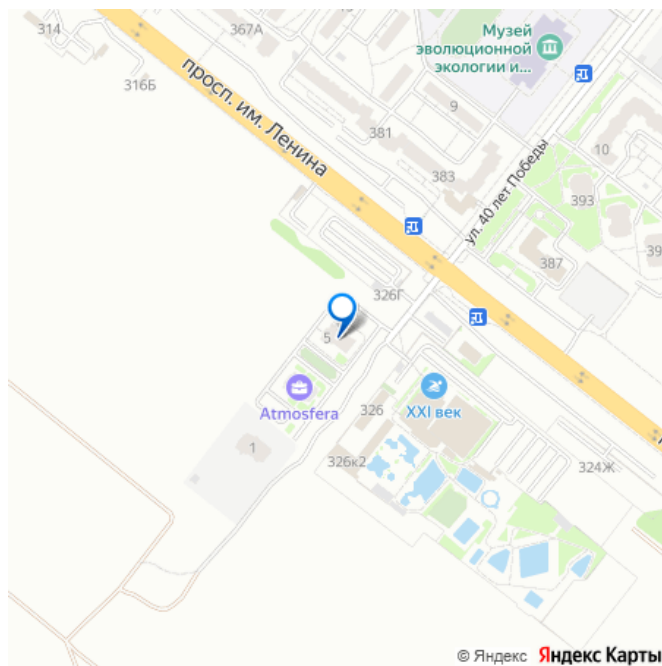 314
367А
316Б
Музей
эволюционной
экологии и...
просп. им. Ленина
381
9
383
ул. 40 лет Победы
10
393
39
387
326Г
5
Atmosfera
326
XXI век
1
326к2
324Ж
© Яндекс Яндекс Карты